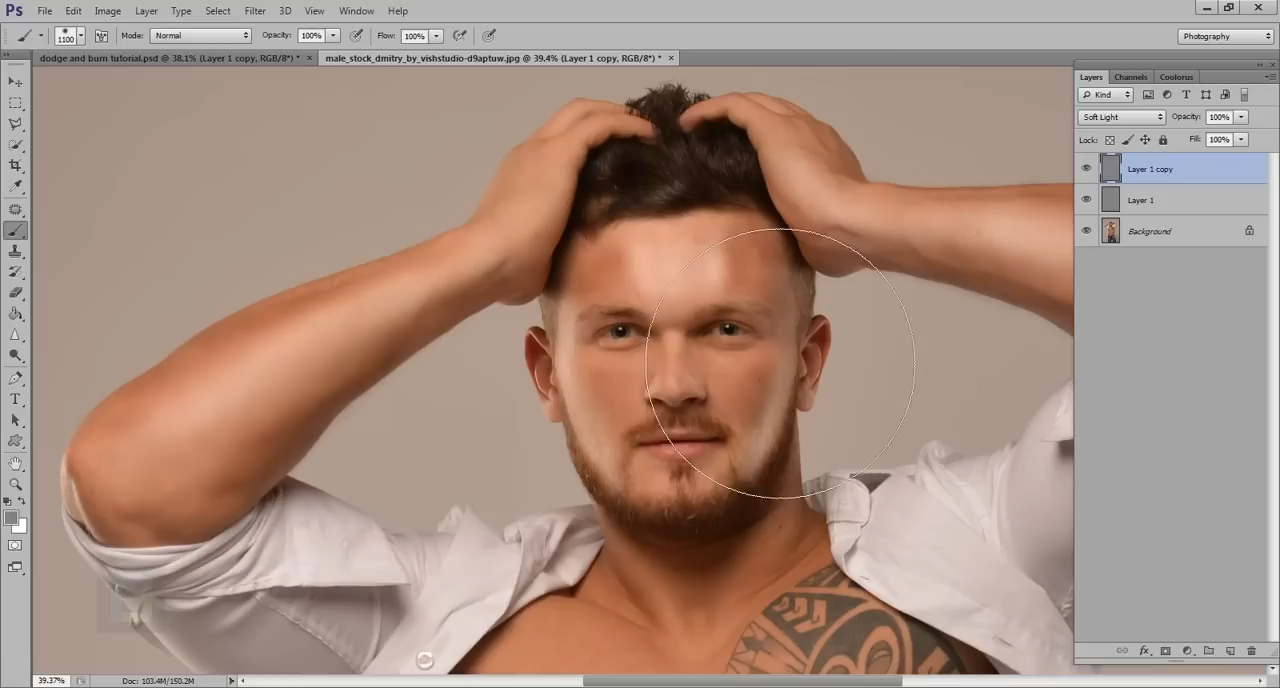 Ps File Edit Image Layer Type Select Filter 3D View Window Help
1100 Mode: Normal Opacity: 100% Flow: 100% Photography
dodge and burn tutorial.psd @ 38.1% (Layer 1 copy, RGB/8*) * × male_stock_dmitry_by_vishstudio-d9aptuw.jpg @ 39.4% (Layer 1 copy, RGB/8*) * ×
Layers Channels Coolorus
Kind
Soft Light Opacity: 100%
Lock: Fill: 100%
Layer 1 copy
Layer 1
Background
fx
39.37% Doc: 103.4M/150.2M